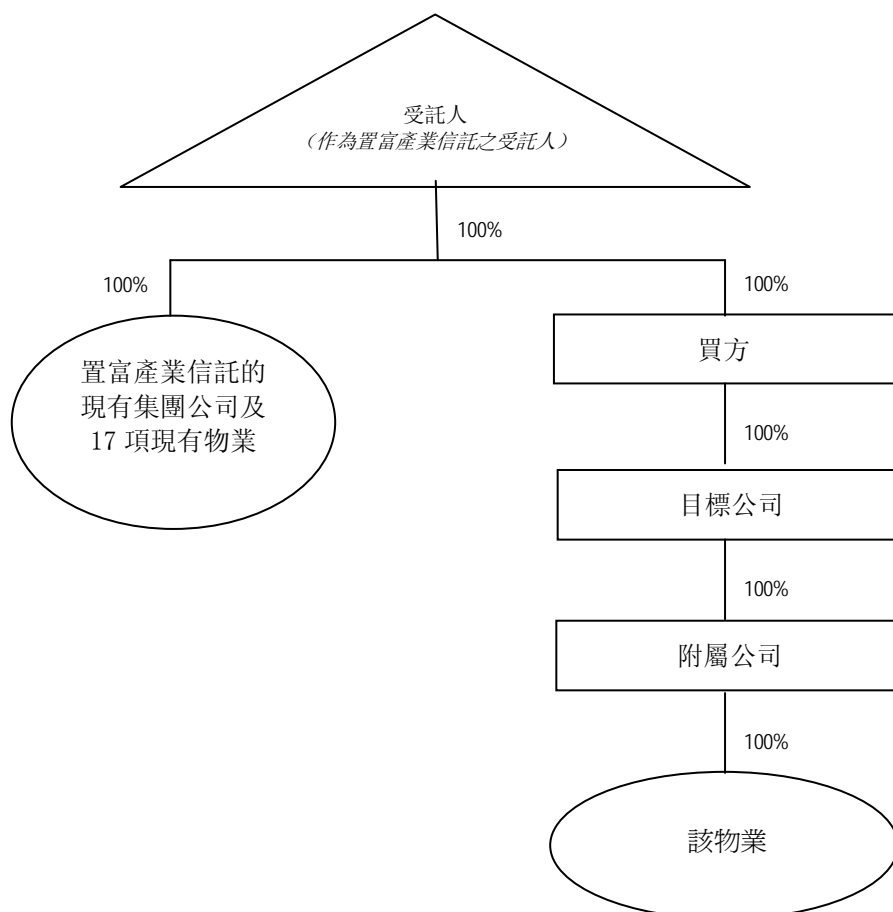 受託人
（作為置富產業信託之受託人）
100%
100%
100%
買方
置富產業信託的
現有集團公司及
17 項現有物業
100%
目標公司
100%
附屬公司
100%
該物業